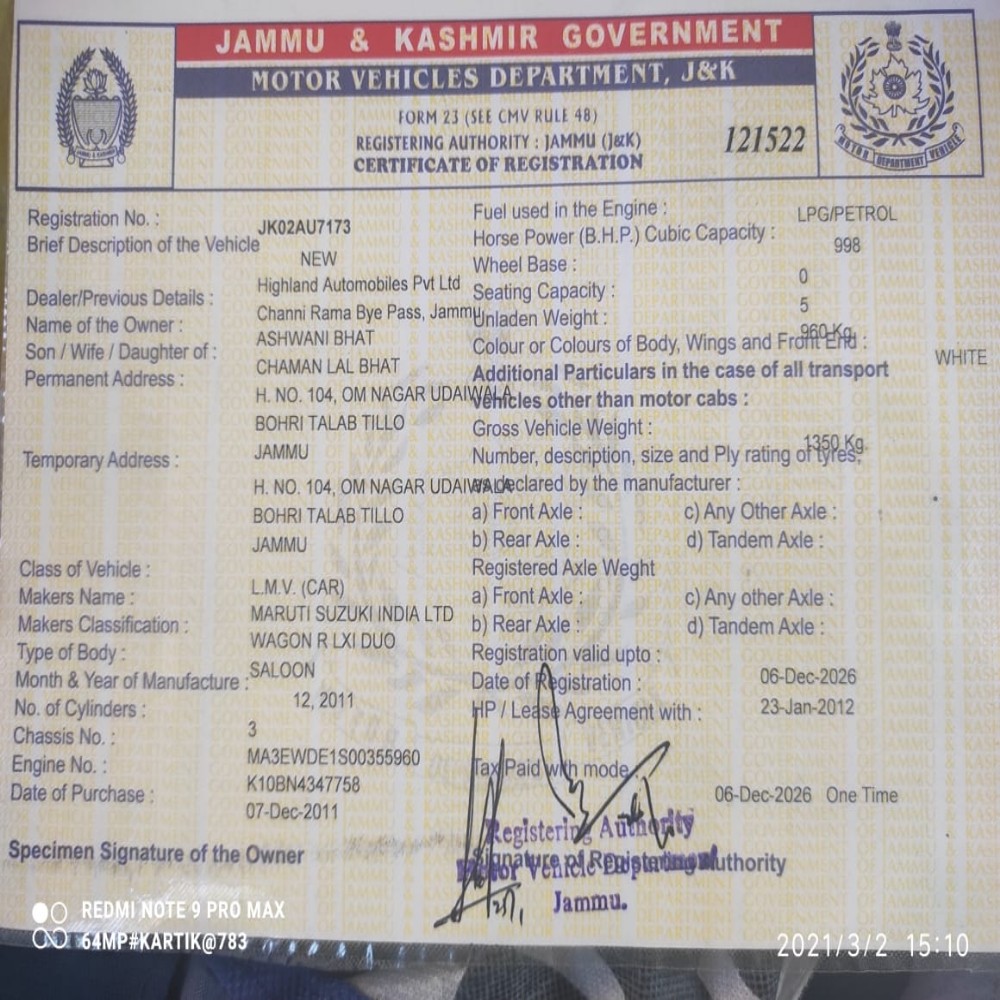 JAMMU & KASHMIR GOVERNMENT
MOTOR VEHICLES DEPARTMENT, J&K
FORM 23 (SEE CMV RULE 48)
REGISTERING AUTHORITY : JAMMU (J&K)
CERTIFICATE OF REGISTRATION
121522
MOTOR VEHICLE DEPARTMENT
Registration No. : JK02AU7173
Brief Description of the Vehicle
NEW
Dealer/Previous Details : Highland Automobiles Pvt Ltd
Channi Rama Bye Pass, Jammu
Name of the Owner : ASHWANI BHAT
Son / Wife / Daughter of : CHAMAN LAL BHAT
Permanent Address : H. NO. 104, OM NAGAR UDAIWALA
BOHRI TALAB TILLO
JAMMU
Temporary Address :
H. NO. 104, OM NAGAR UDAIWALA
BOHRI TALAB TILLO
JAMMU
Class of Vehicle : L.M.V. (CAR)
Makers Name : MARUTI SUZUKI INDIA LTD
Makers Classification : WAGON R LXI DUO
Type of Body : SALOON
Month & Year of Manufacture : 12, 2011
No. of Cylinders : 3
Chassis No. : MA3EWDE1S00355960
Engine No. : K10BN4347758
Date of Purchase : 07-Dec-2011
Specimen Signature of the Owner
Fuel used in the Engine : LPG/PETROL
Horse Power (B.H.P.) Cubic Capacity : 998
Wheel Base : 0
Seating Capacity : 5
Unladen Weight : 960 Kg.
Colour or Colours of Body, Wings and Front End : WHITE
Additional Particulars in the case of all transport
vehicles other than motor cabs :
Gross Vehicle Weight : 1350 Kg.
Number, description, size and Ply rating of tyres,
as declared by the manufacturer :
a) Front Axle : c) Any Other Axle :
b) Rear Axle : d) Tandem Axle :
Registered Axle Weght
a) Front Axle : c) Any other Axle :
b) Rear Axle : d) Tandem Axle :
Registration valid upto : 06-Dec-2026
Date of Registration : 23-Jan-2012
HP / Lease Agreement with :
Tax Paid with mode 06-Dec-2026 One Time
Registering Authority
Signature of Registering Authority
Motor Vehicle Department
Jammu.
REDMI NOTE 9 PRO MAX
64MP#KARTIK@783
2021/3/2 15:10